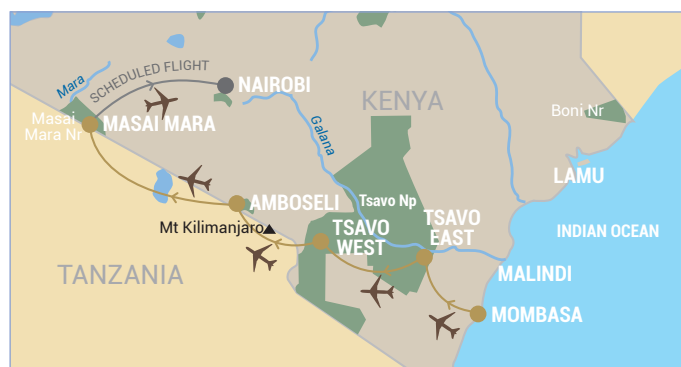 Mara
SCHEDULED FLIGHT
NAIROBI
KENYA
Masai
Mara Nr
MASAI MARA
Galana
Boni Nr
LAMU
AMBOSELI
Tsavo Np
Mt Kilimanjaro
TSAVO
WEST
TSAVO
EAST
INDIAN OCEAN
TANZANIA
MALINDI
MOMBASA